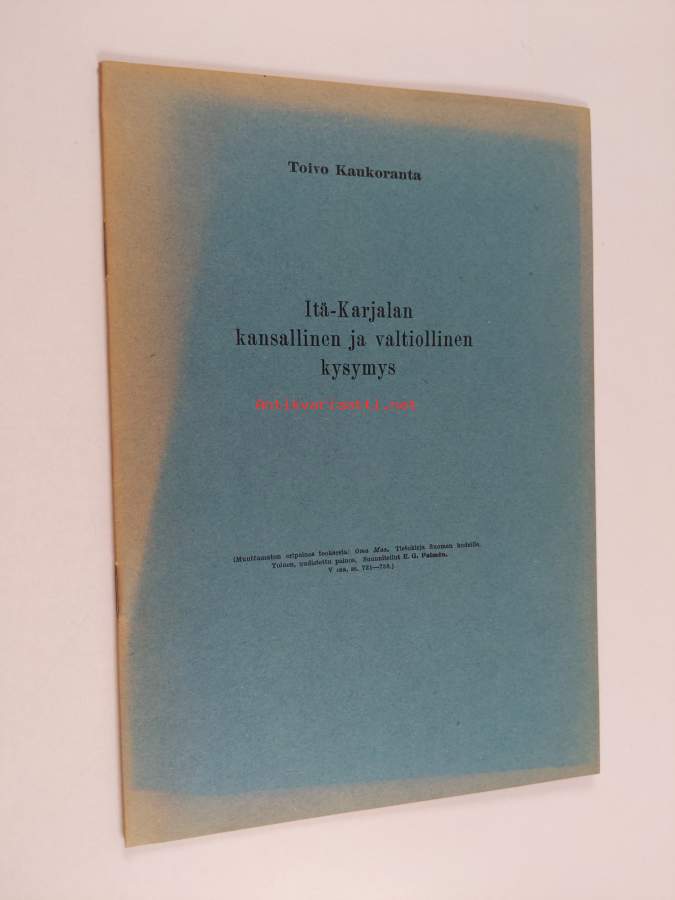 Toivo Kaukoranta
Itä-Karjalan
kansallinen ja valtiollinen
kysymys
Antikvariaatti.net
(Muuttamaton eripainos teoksesta: Oma Maa. Tietokirja Suomen kodeille.
Toinen, uudistettu painos. Suunnitellut E. G. Palmén.
V osa, ss. 721—738.)